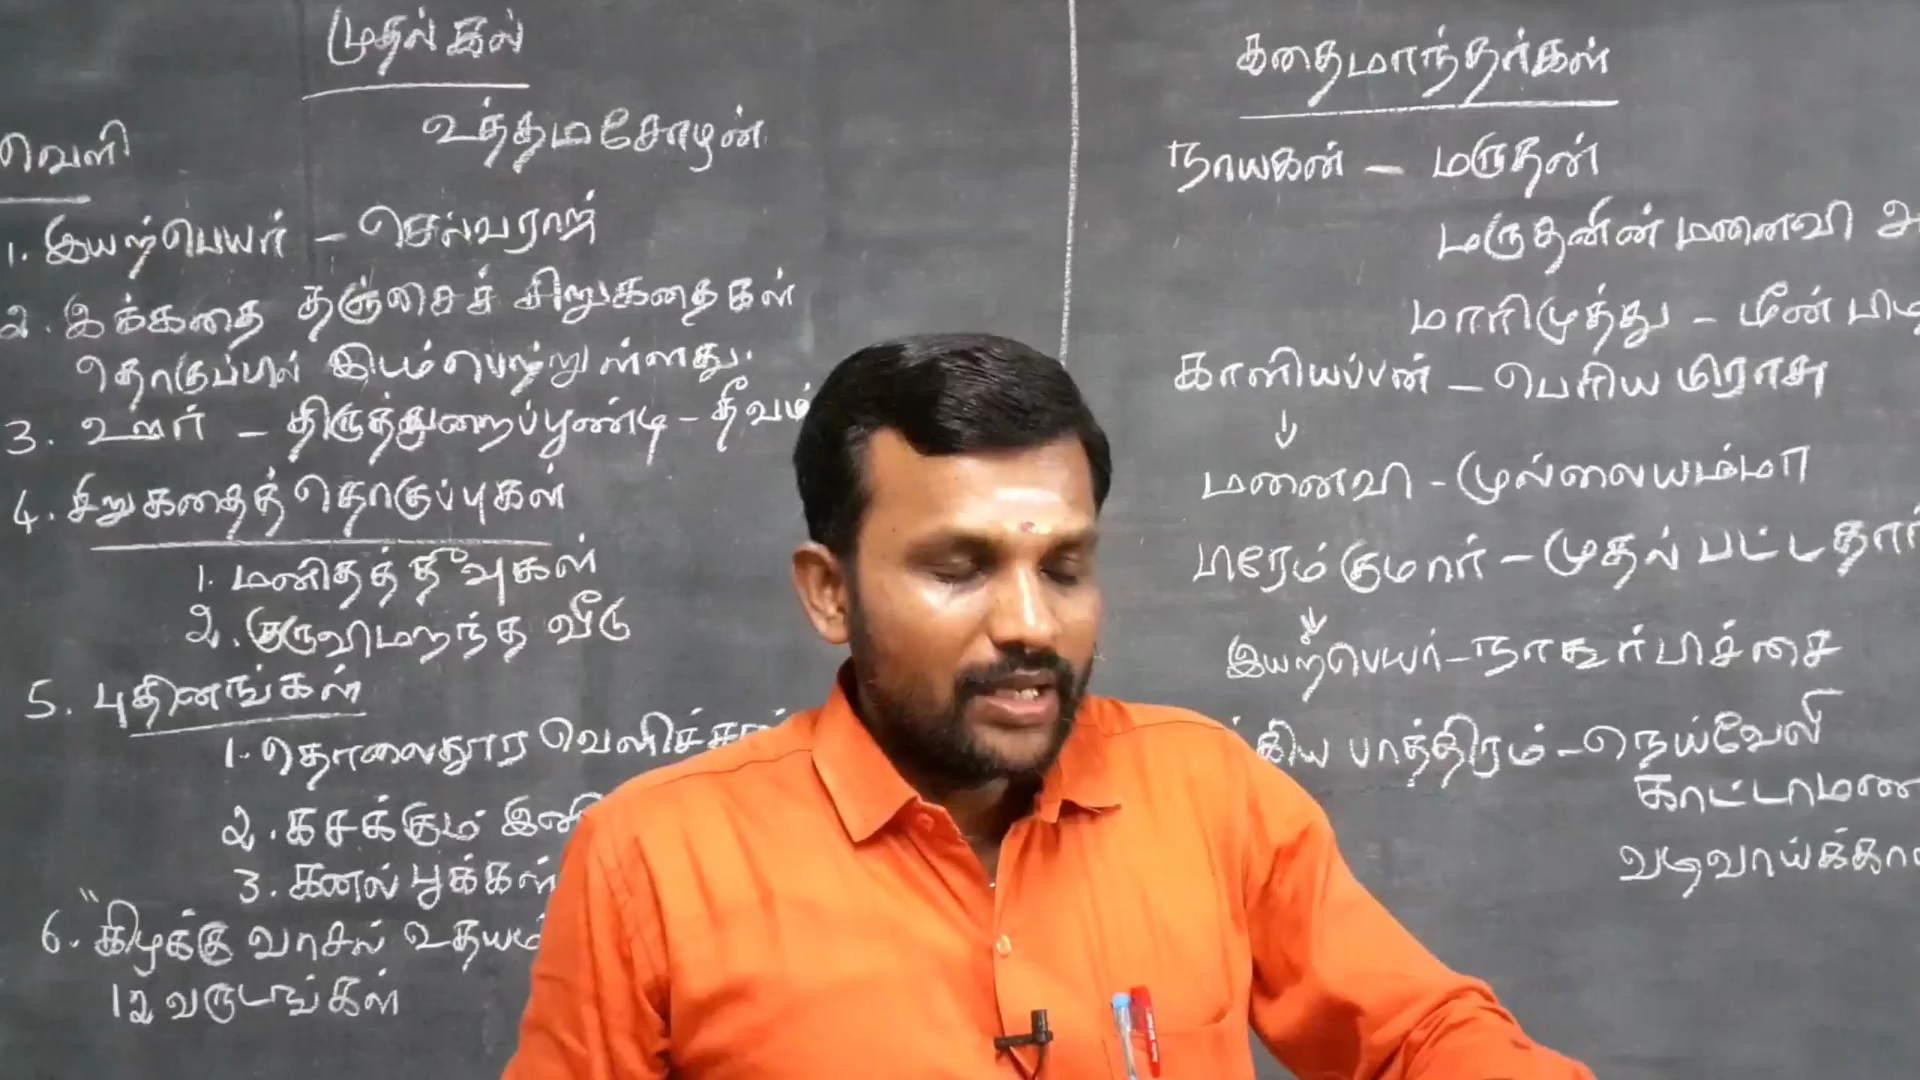 முதல்கல்
உத்தமசோழன்
வெளி
1. இயற்பெயர் - செல்வராஜ்
2. இக்கதை தஞ்சைச் சிறுகதைகள்
தொகுப்பில் இடம்பெற்றுள்ளது.
3. ஊர் - திருத்துறைப்பூண்டி - தீவம்
4. சிறுகதைத் தொகுப்புகள்
1. மனிதத் தீவுகள்
2. குருவி மறந்த வீடு
5. புதினங்கள்
1. தொலைதூர வெளிச்சம்
2. கசக்கும் இனி
3. கனல் பூக்கள்
6. "கிழக்கு வாசல் உதயம்
12 வருடங்கள்
கதைமாந்தர்கள்
நாயகன் - மருதன்
மருதனின் மனைவி அ
மாரிமுத்து - மீன் பிடி
காளியப்பன் - பெரிய மிராசு
மனைவி - முல்லையம்மா
பிரேம்குமார் - முதல் பட்டதாரி
இயற்பெயர் - நாகூர்பிச்சை
கிய பாத்திரம் - நெய்வேலி
காட்டாமண
வடிவாய்க்கா